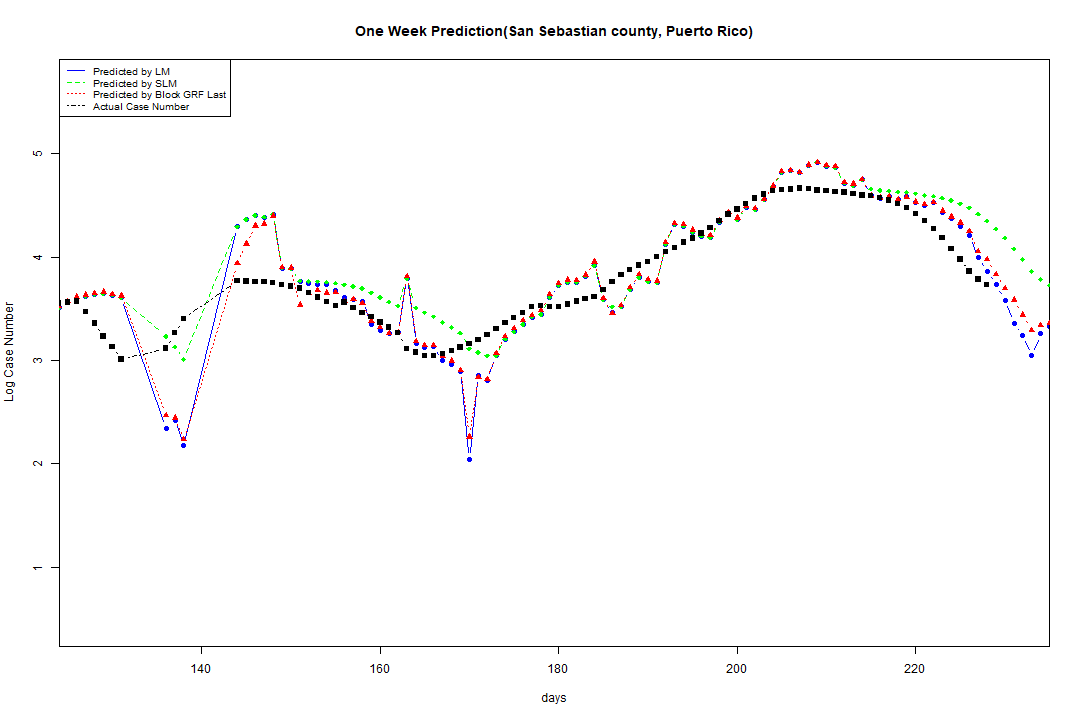 One Week Prediction(San Sebastian county, Puerto Rico)
Predicted by LM
Predicted by SLM
Predicted by Block GRF Last
Actual Case Number
Log Case Number
5
4
3
2
1
140 160 180 200 220
days